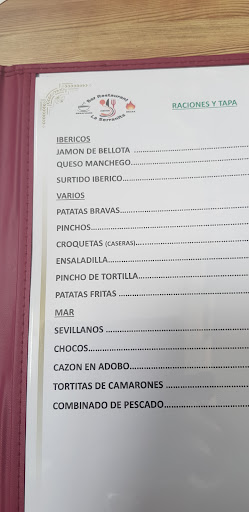 Bar Restaurant
La Serranita
RACIONES Y TAPA
IBERICOS
JAMON DE BELLOTA ........................
QUESO MANCHEGO........................
SURTIDO IBERICO............................
VARIOS
PATATAS BRAVAS............................
PINCHOS........................................
CROQUETAS (CASERAS)........................
ENSALADILLA..................................
PINCHO DE TORTILLA........................
PATATAS FRITAS ..............................
MAR
SEVILLANOS ..................................
CHOCOS........................................
CAZON EN ADOBO............................
TORTITAS DE CAMARONES ..................
COMBINADO DE PESCADO..................